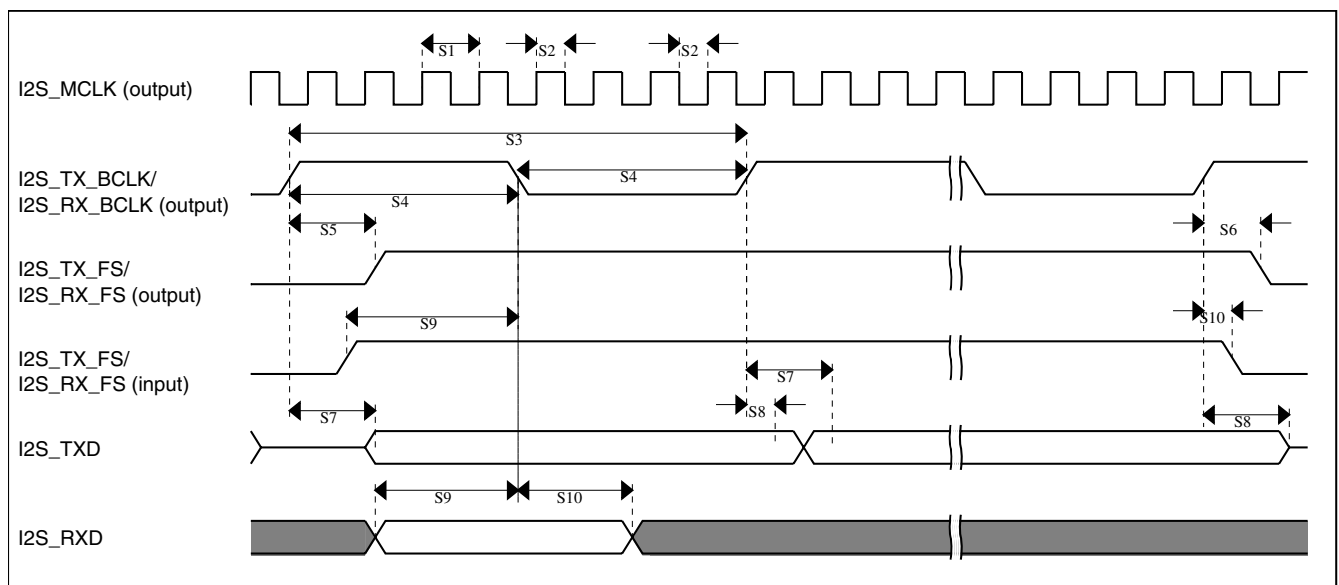 S1 S2 S2
I2S_MCLK (output)
S3
I2S_TX_BCLK/
I2S_RX_BCLK (output)
S4
S4
S5 S6
I2S_TX_FS/
I2S_RX_FS (output)
S9 S10
I2S_TX_FS/
I2S_RX_FS (input)
S7
S7 S8 S8
I2S_TXD
S9 S10
I2S_RXD